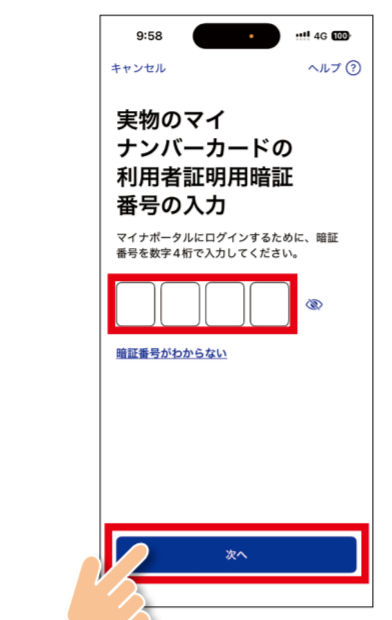 9:58
4G 100
キャンセル
ヘルプ ?
実物のマイ
ナンバーカードの
利用者証明用暗証
番号の入力
マイナポータルにログインするために、暗証
番号を数字4桁で入力してください。
暗証番号がわからない
次へ